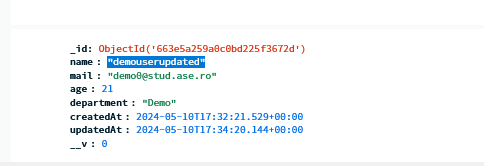 _id: ObjectId('663e5a259a0c0bd225f3672d')
name: "demouserupdated"
mail: "demo0@stud.ase.ro"
age: 21
department: "Demo"
createdAt: 2024-05-10T17:32:21.529+00:00
updatedAt: 2024-05-10T17:34:20.144+00:00
__v: 0